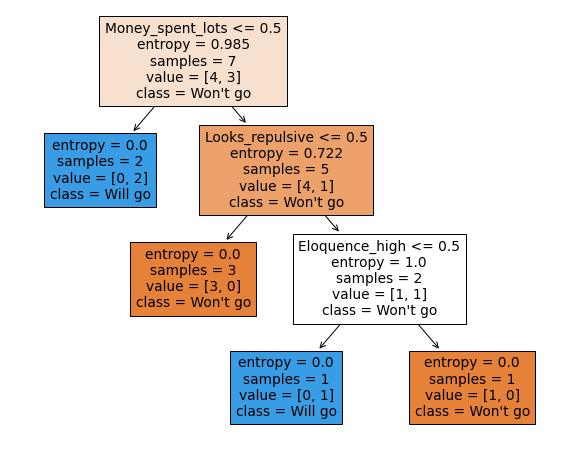 Money_spent_lots <= 0.5
entropy = 0.985
samples = 7
value = [4, 3]
class = Won't go
entropy = 0.0
samples = 2
value = [0, 2]
class = Will go
Looks_repulsive <= 0.5
entropy = 0.722
samples = 5
value = [4, 1]
class = Won't go
entropy = 0.0
samples = 3
value = [3, 0]
class = Won't go
Eloquence_high <= 0.5
entropy = 1.0
samples = 2
value = [1, 1]
class = Won't go
entropy = 0.0
samples = 1
value = [0, 1]
class = Will go
entropy = 0.0
samples = 1
value = [1, 0]
class = Won't go